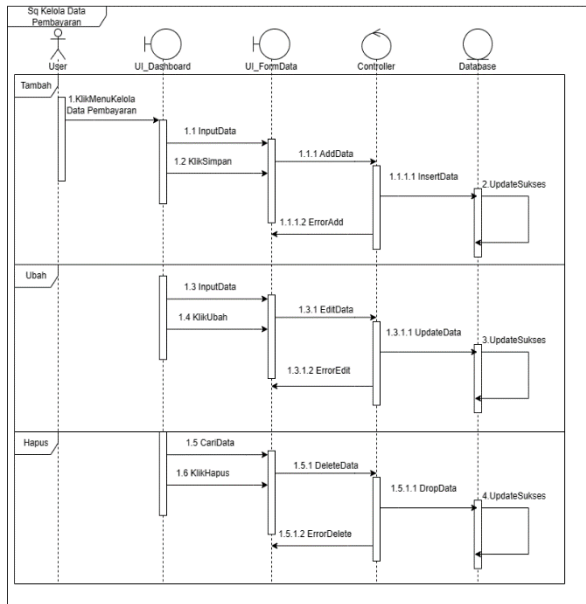 Sq Kelola Data
Pembayaran
User
UI_Dashboard
UI_FormData
Controller
Database
Tambah
1.KlikMenuKelola
Data Pembayaran
1.1 InputData
1.2 KlikSimpan
1.1.1 AddData
1.1.1.1 InsertData
2.UpdateSukses
1.1.1.2 ErrorAdd
Ubah
1.3 InputData
1.4 KlikUbah
1.3.1 EditData
1.3.1.1 UpdateData
3.UpdateSukses
1.3.1.2 ErrorEdit
Hapus
1.5 CariData
1.6 KlikHapus
1.5.1 DeleteData
1.5.1.1 DropData
4.UpdateSukses
1.5.1.2 ErrorDelete